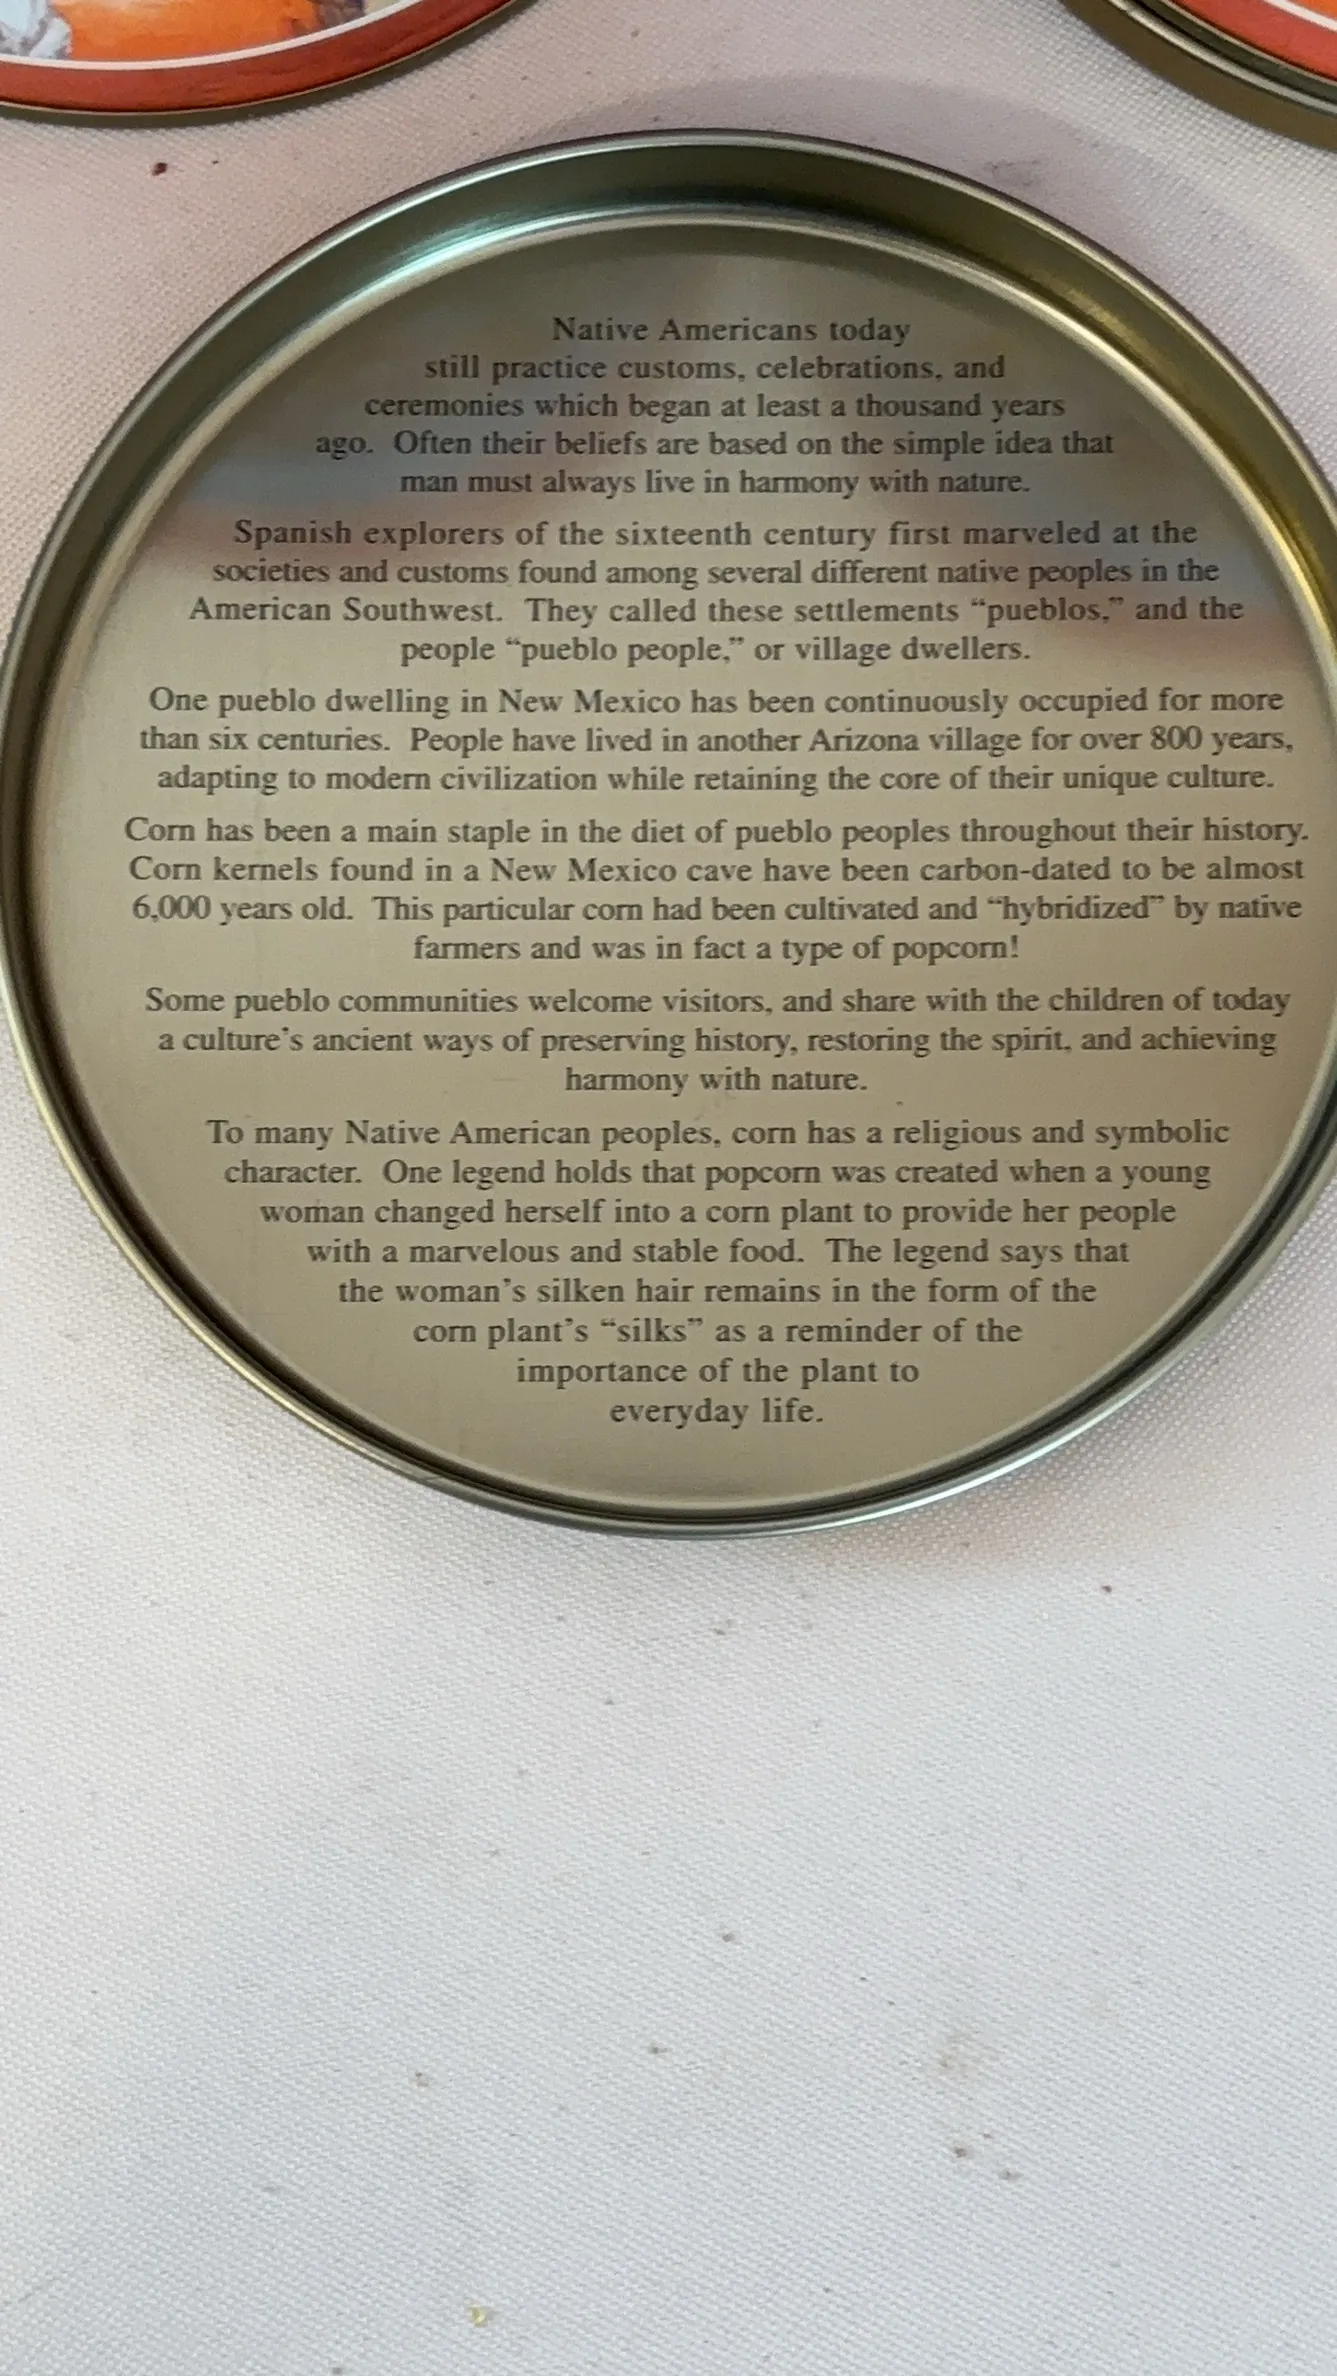 Native Americans today
still practice customs, celebrations, and
ceremonies which began at least a thousand years
ago. Often their beliefs are based on the simple idea that
man must always live in harmony with nature.
Spanish explorers of the sixteenth century first marveled at the
societies and customs found among several different native peoples in the
American Southwest. They called these settlements “pueblos,” and the
people “pueblo people,” or village dwellers.
One pueblo dwelling in New Mexico has been continuously occupied for more
than six centuries. People have lived in another Arizona village for over 800 years,
adapting to modern civilization while retaining the core of their unique culture.
Corn has been a main staple in the diet of pueblo peoples throughout their history.
Corn kernels found in a New Mexico cave have been carbon-dated to be almost
6,000 years old. This particular corn had been cultivated and “hybridized” by native
farmers and was in fact a type of popcorn!
Some pueblo communities welcome visitors, and share with the children of today
a culture’s ancient ways of preserving history, restoring the spirit, and achieving
harmony with nature.
To many Native American peoples, corn has a religious and symbolic
character. One legend holds that popcorn was created when a young
woman changed herself into a corn plant to provide her people
with a marvelous and stable food. The legend says that
the woman’s silken hair remains in the form of the
corn plant’s “silks” as a reminder of the
importance of the plant to
everyday life.